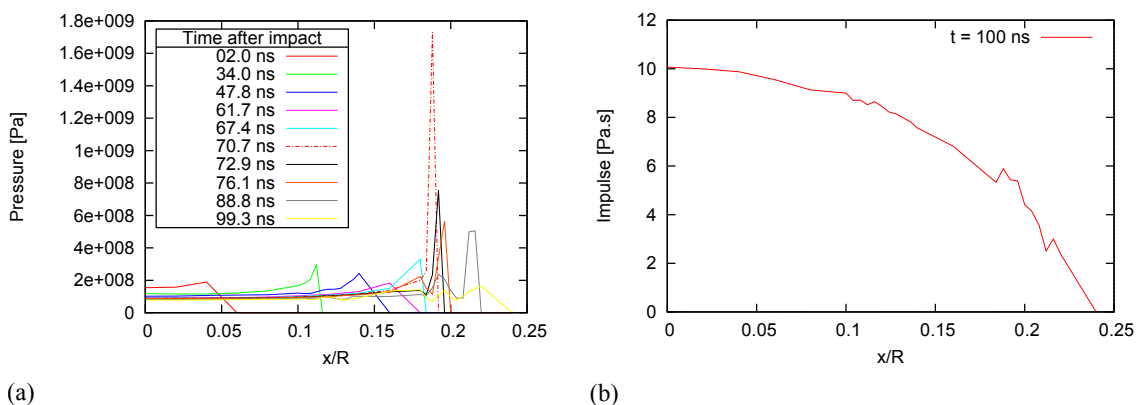 1.8e+009
1.6e+009
1.4e+009
1.2e+009
1e+009
8e+008
6e+008
4e+008
2e+008
0
Pressure [Pa]
Time after impact
02.0 ns
34.0 ns
47.8 ns
61.7 ns
67.4 ns
70.7 ns
72.9 ns
76.1 ns
88.8 ns
99.3 ns
0 0.05 0.1 0.15 0.2 0.25
x/R
(a)
12
10
8
6
4
2
0
Impulse [Pa.s]
t = 100 ns
0 0.05 0.1 0.15 0.2 0.25
x/R
(b)